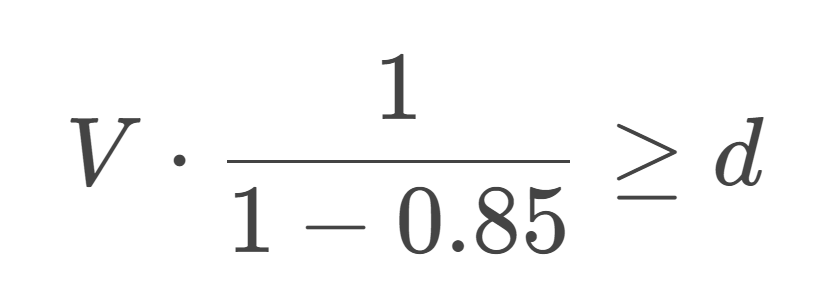 V · 1 / (1 − 0.85) ≥ d